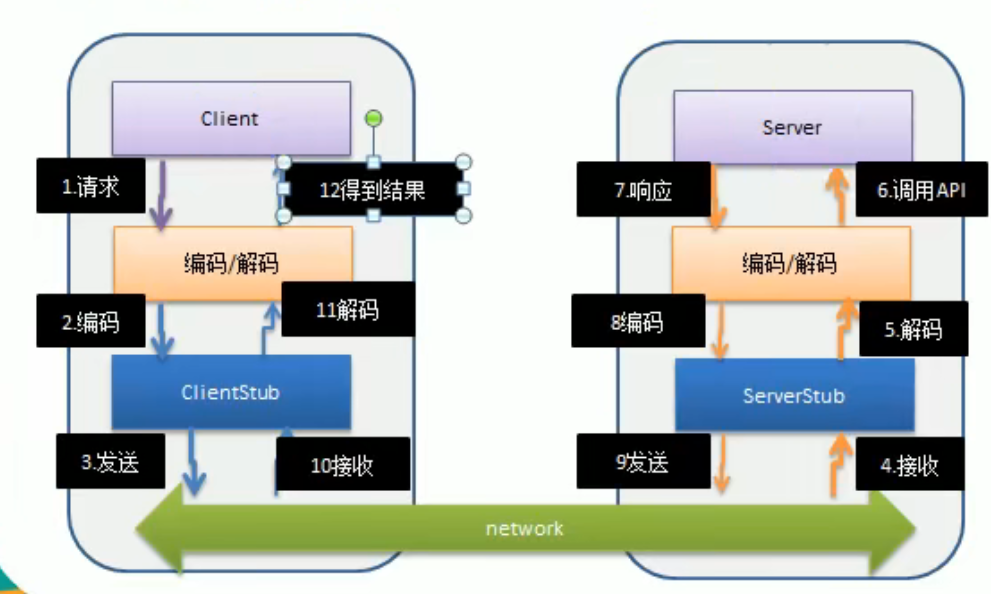 Client
Server
1.请求
12得到结果
7.响应
6.调用API
编码/解码
编码/解码
2.编码
11解码
8编码
5.解码
ClientStub
ServerStub
3.发送
10接收
9发送
4.接收
network